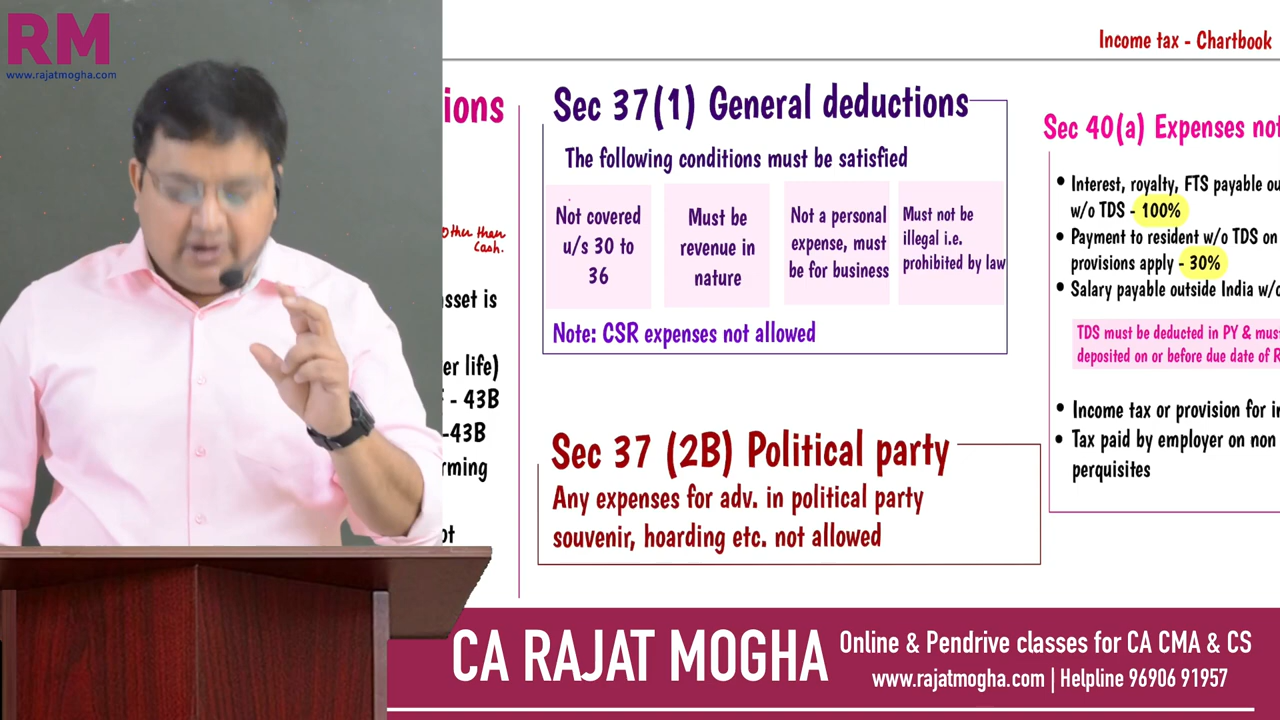 RM
www.rajatmogha.com
Income tax - Chartbook
ions
other than
Cash.
sset is
er life)
- 43B
-43B
rming
ot
Sec 37(1) General deductions
The following conditions must be satisfied
Not covered
u/s 30 to
36
Must be
revenue in
nature
Not a personal
expense, must
be for business
Must not be
illegal i.e.
prohibited by law
Note: CSR expenses not allowed
Sec 37 (2B) Political party
Any expenses for adv. in political party
souvenir, hoarding etc. not allowed
Sec 40(a) Expenses not
• Interest, royalty, FTS payable ou
w/o TDS - 100%
• Payment to resident w/o TDS on
provisions apply - 30%
• Salary payable outside India w/o
TDS must be deducted in PY & must
deposited on or before due date of R
• Income tax or provision for in
• Tax paid by employer on non
perquisites
CA RAJAT MOGHA
Online & Pendrive classes for CA CMA & CS
www.rajatmogha.com | Helpline 96906 91957